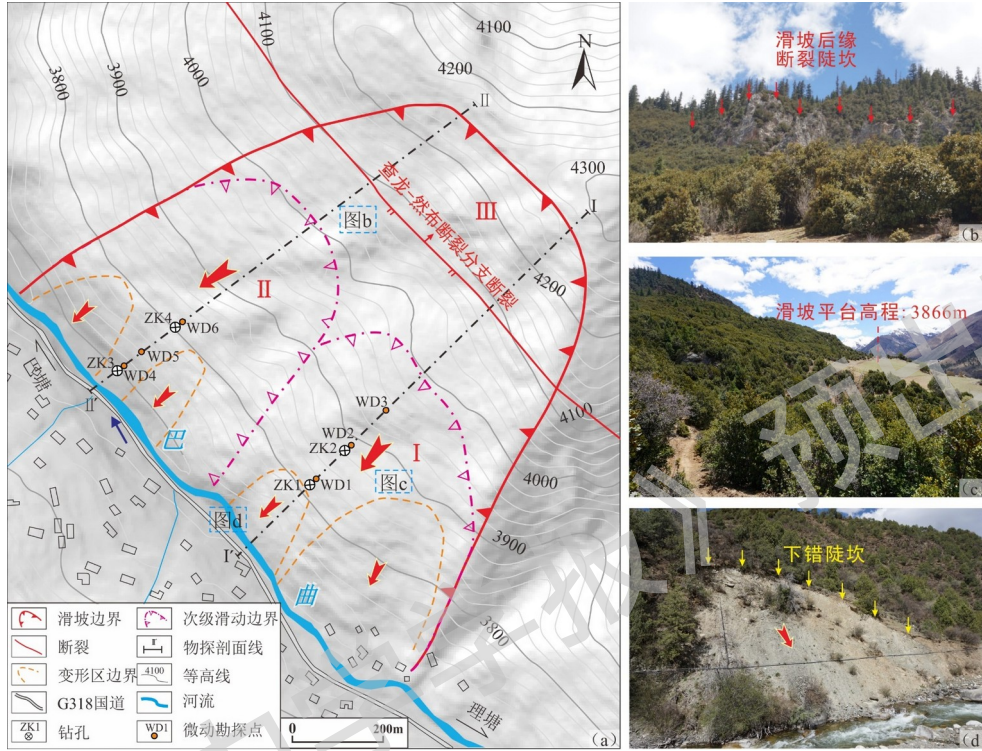 4100
4100
3900
4000
3800
4200
N
II
4300
查龙-然布断裂分支断裂
III
I
图b
4200
II
ZK4
WD6
WD5
ZK3
WD4
II′
巴塘
WD3
4100
WD2
ZK2
I
巴
ZK1
WD1
图c
4000
图d
I′
3900
曲
3800
理塘
滑坡边界
次级滑动边界
断裂
I′
物探剖面线
变形区边界
4100
等高线
G318国道
河流
ZK1
钻孔
WD1
微动勘探点
0
200m
(a)
滑坡后缘
断裂陡坎
(b)
滑坡平台高程:3866m
(c)
下错陡坎
(d)